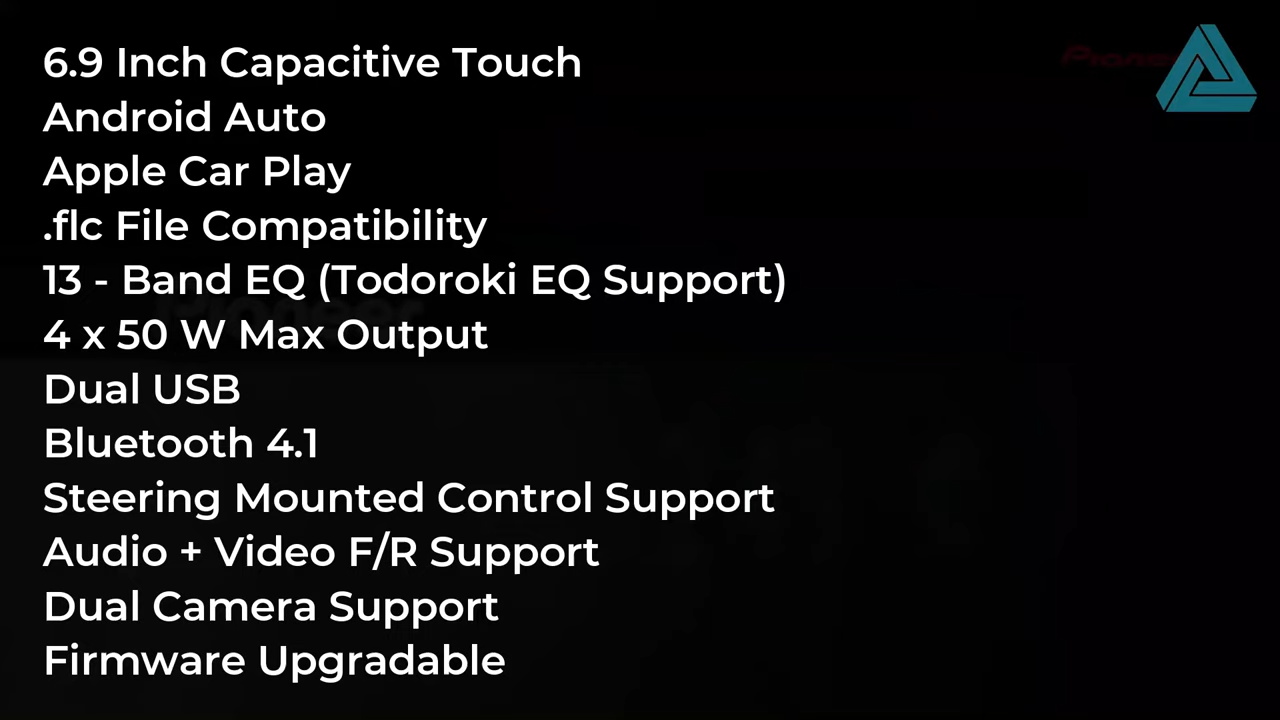 6.9 Inch Capacitive Touch
Pioneer
Android Auto
Apple Car Play
.flc File Compatibility
13 - Band EQ (Todoroki EQ Support)
Pioneer
4 x 50 W Max Output
Dual USB
Bluetooth 4.1
Steering Mounted Control Support
Audio + Video F/R Support
Dual Camera Support
Firmware Upgradable